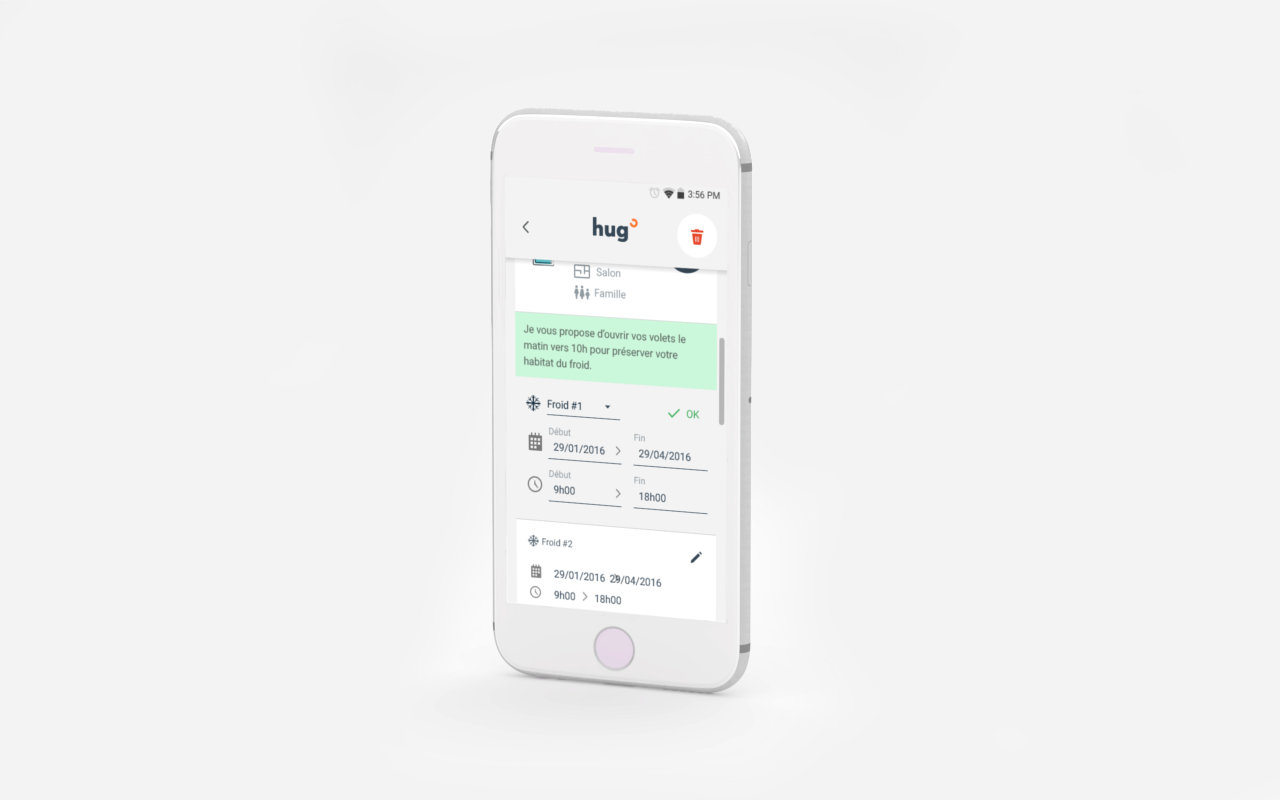 3:56 PM
hug
Salon
Famille
Je vous propose d'ouvrir vos volets le
matin vers 10h pour préserver votre
habitat du froid.
Froid #1
OK
Début
Fin
29/01/2016
29/04/2016
Début
Fin
9h00
18h00
Froid #2
29/01/2016 29/04/2016
9h00 18h00